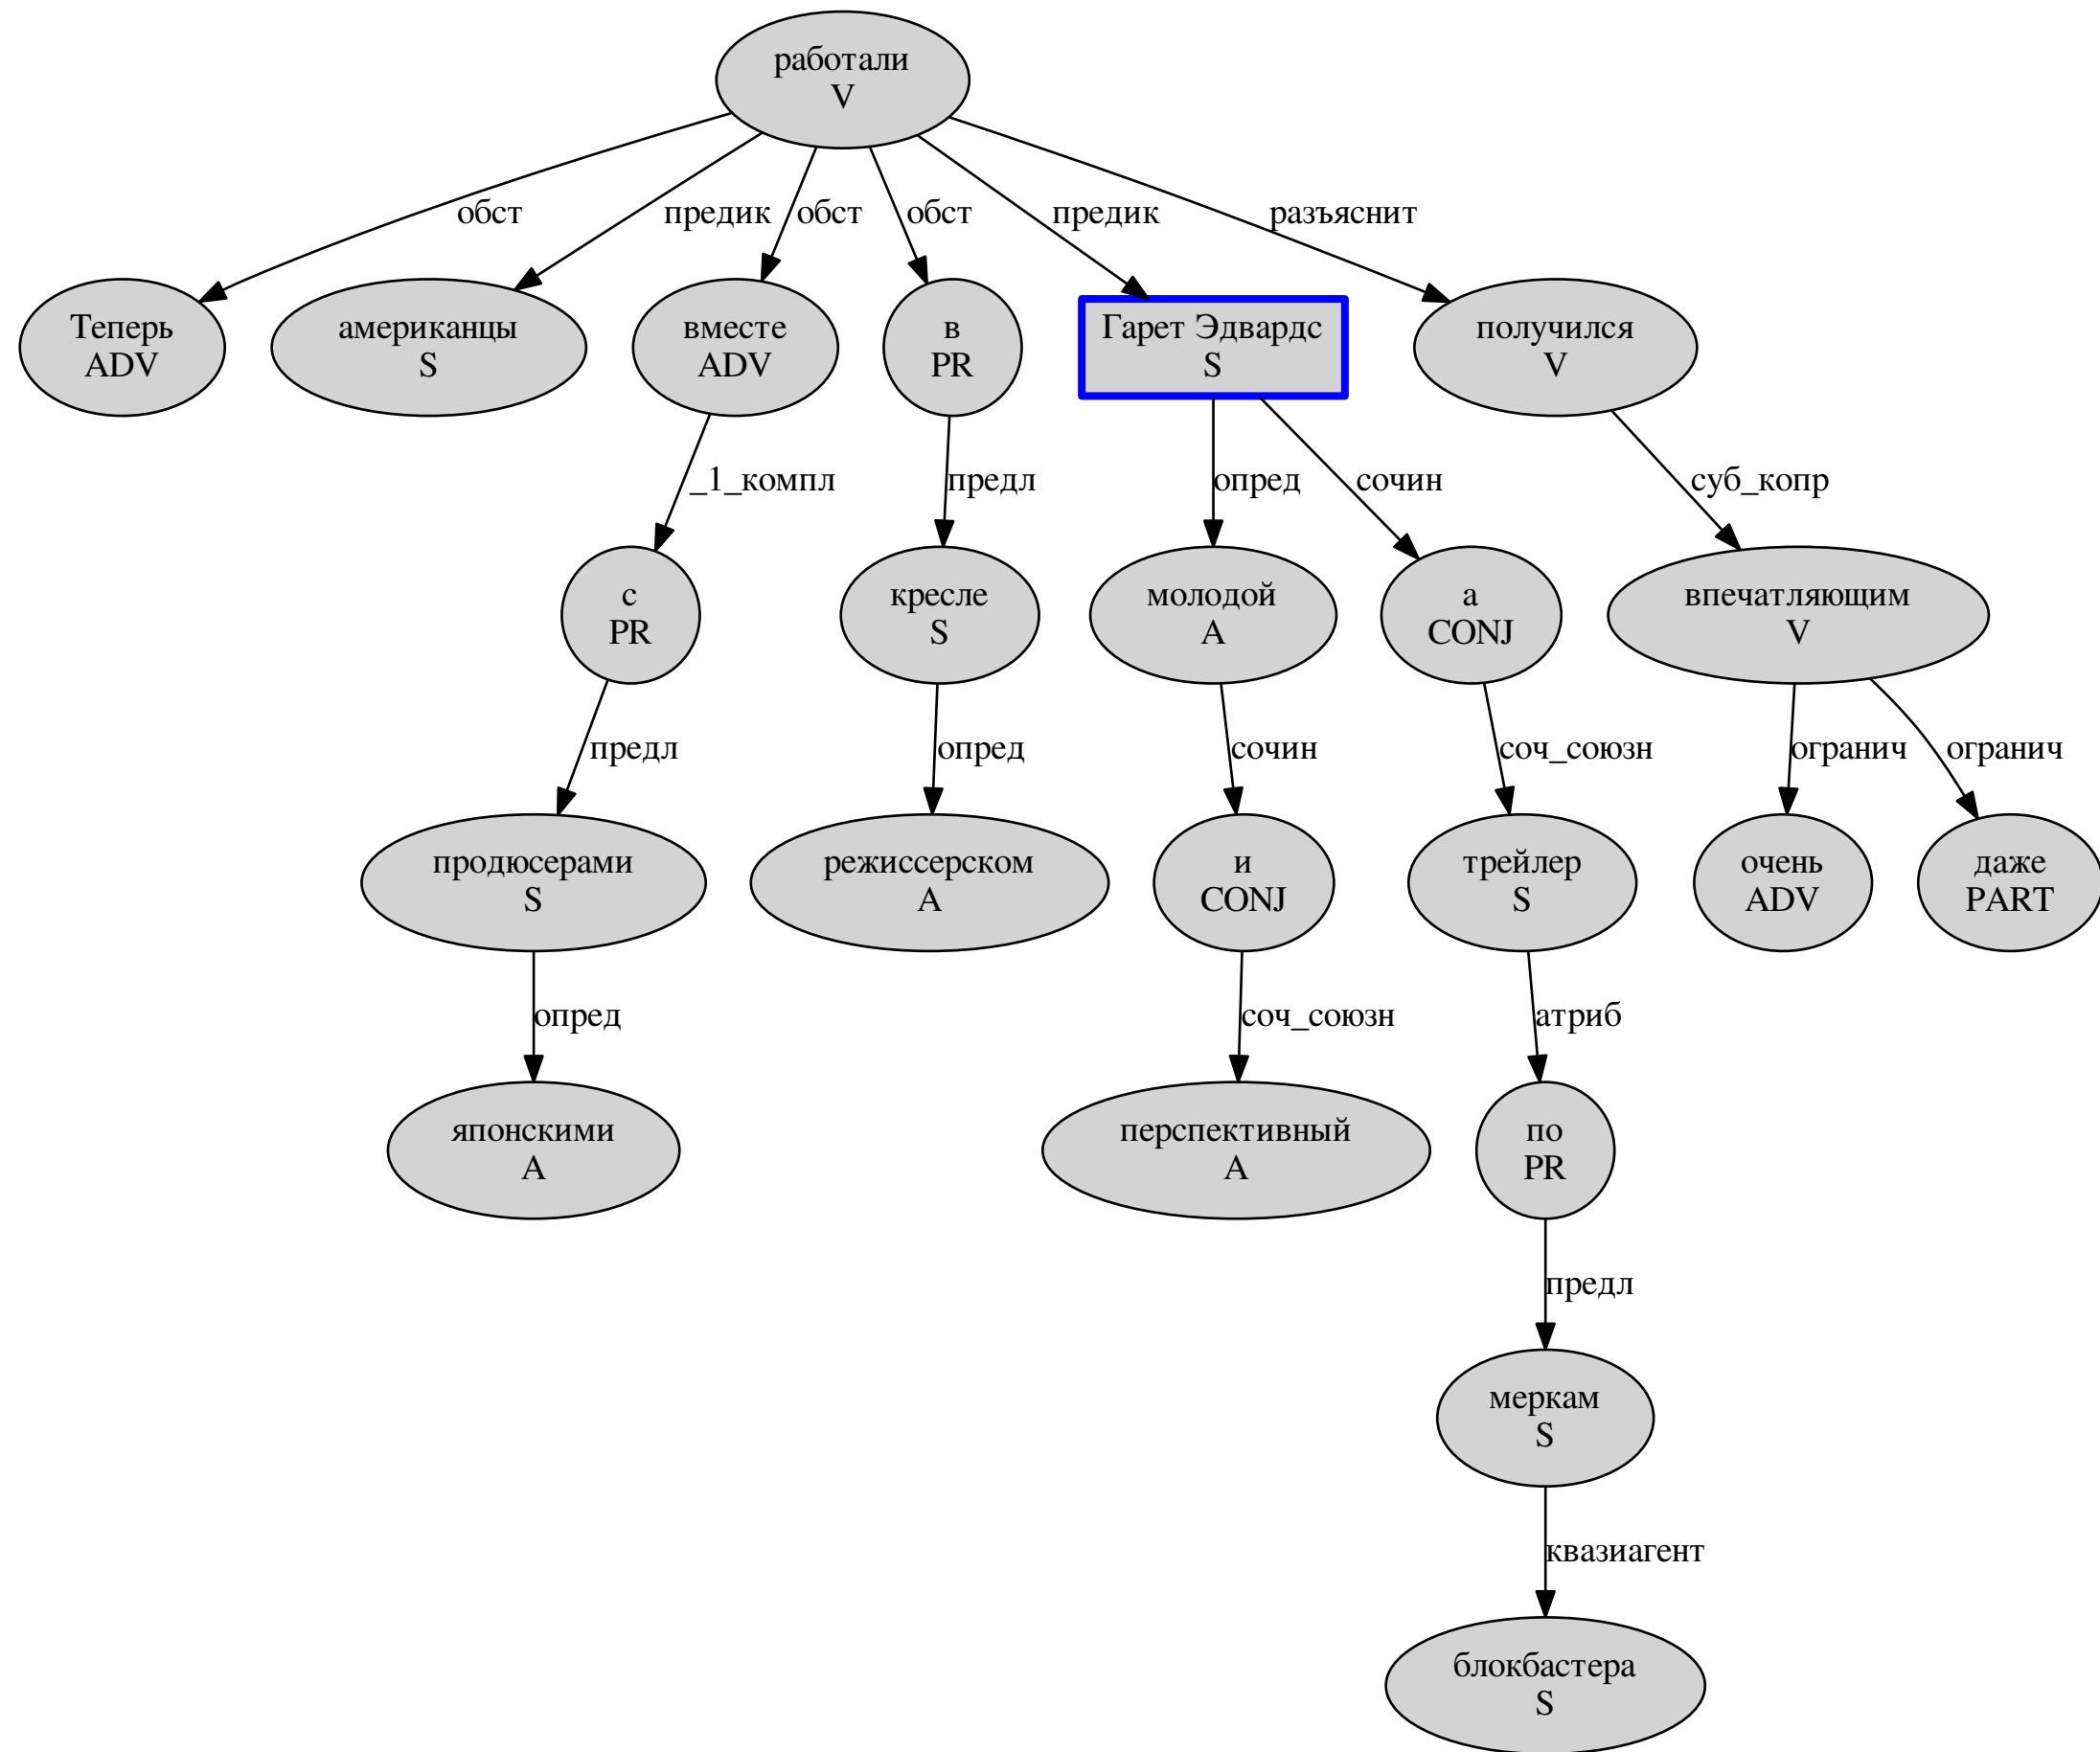 работали
V
обст
предик
обст
обст
предик
разъяснит
Теперь
ADV
американцы
S
вместе
ADV
в
PR
Гарет Эдвардс
S
получился
V
_1_компл
предл
опред
сочин
суб_копр
с
PR
кресле
S
молодой
A
а
CONJ
впечатляющим
V
предл
опред
сочин
соч_союзн
огранич
огранич
продюсерами
S
режиссерском
A
и
CONJ
трейлер
S
очень
ADV
даже
PART
опред
соч_союзн
атриб
японскими
A
перспективный
A
по
PR
предл
меркам
S
квазиагент
блокбастера
S